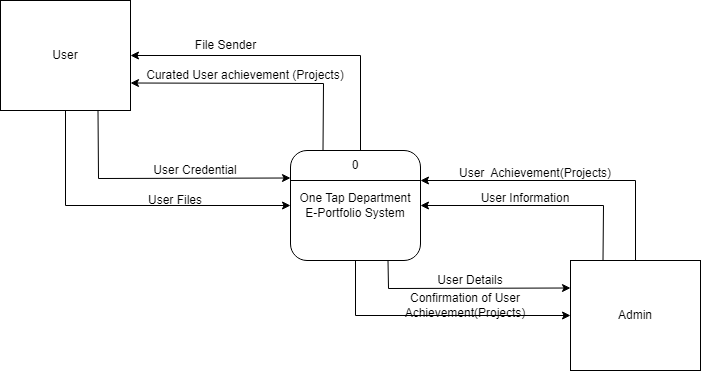 File Sender
User
Curated User achievement (Projects)
0
User Credential
User Achievement(Projects)
User Files
One Tap Department
E-Portfolio System
User Information
User Details
Confirmation of User
Achievement(Projects)
Admin